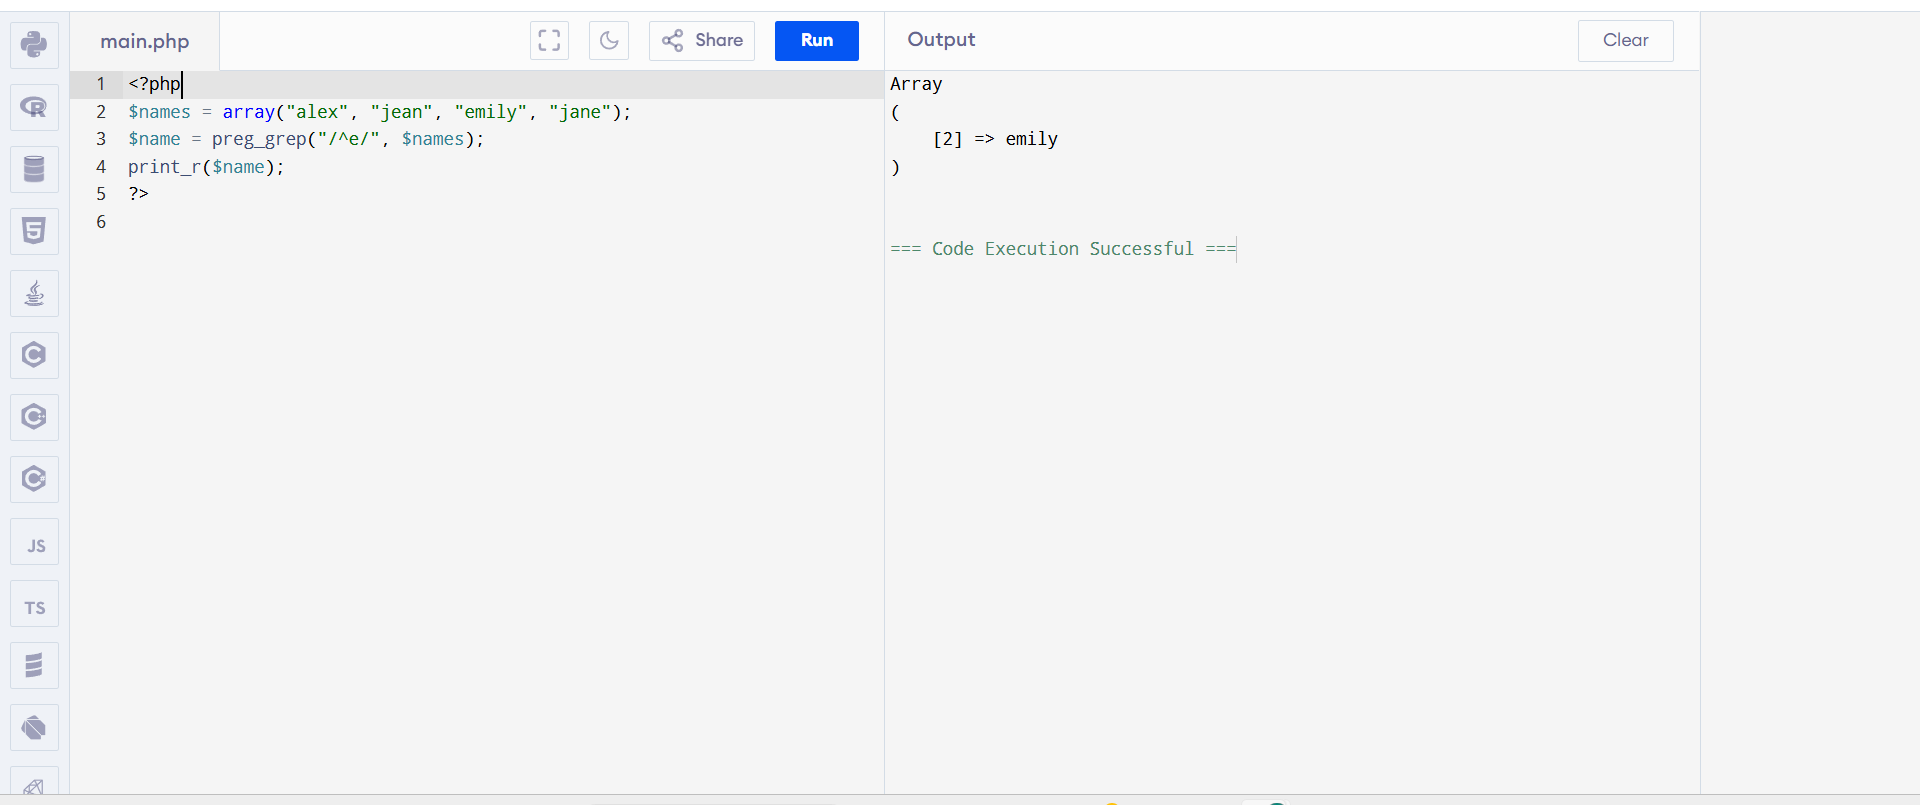 main.php
Share
Run
Output
Clear
1 <?php
2 $names = array("alex", "jean", "emily", "jane");
3 $name = preg_grep("/^e/", $names);
4 print_r($name);
5 ?>
6
Array
(
    [2] => emily
)
=== Code Execution Successful ===
R
5
C
C
C
JS
TS